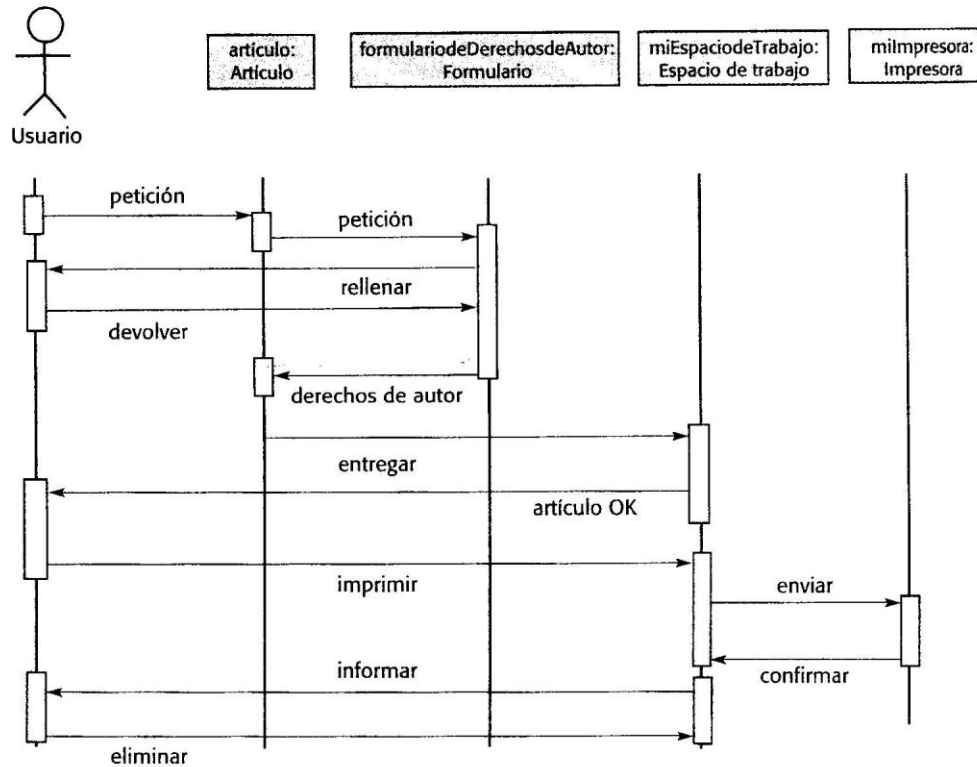 artículo:
Artículo
formulariodeDerechosdeAutor:
Formulario
miEspaciodeTrabajo:
Espacio de trabajo
miImpresora:
Impresora
Usuario
petición
petición
rellenar
devolver
derechos de autor
entregar
artículo OK
imprimir
enviar
informar
confirmar
eliminar